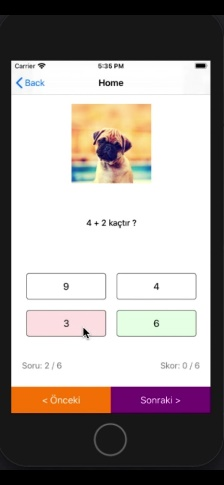 Carrier 5:35 PM
< Back Home
4 + 2 kaçtır ?
9 4
3 6
Soru: 2 / 6 Skor: 0 / 6
< Önceki Sonraki >